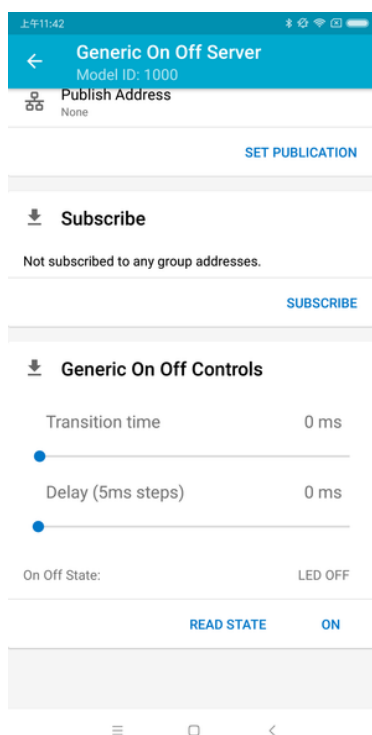 上午11:42
Generic On Off Server
Model ID: 1000
Publish Address
None
SET PUBLICATION
Subscribe
Not subscribed to any group addresses.
SUBSCRIBE
Generic On Off Controls
Transition time 0 ms
Delay (5ms steps) 0 ms
On Off State: LED OFF
READ STATE ON